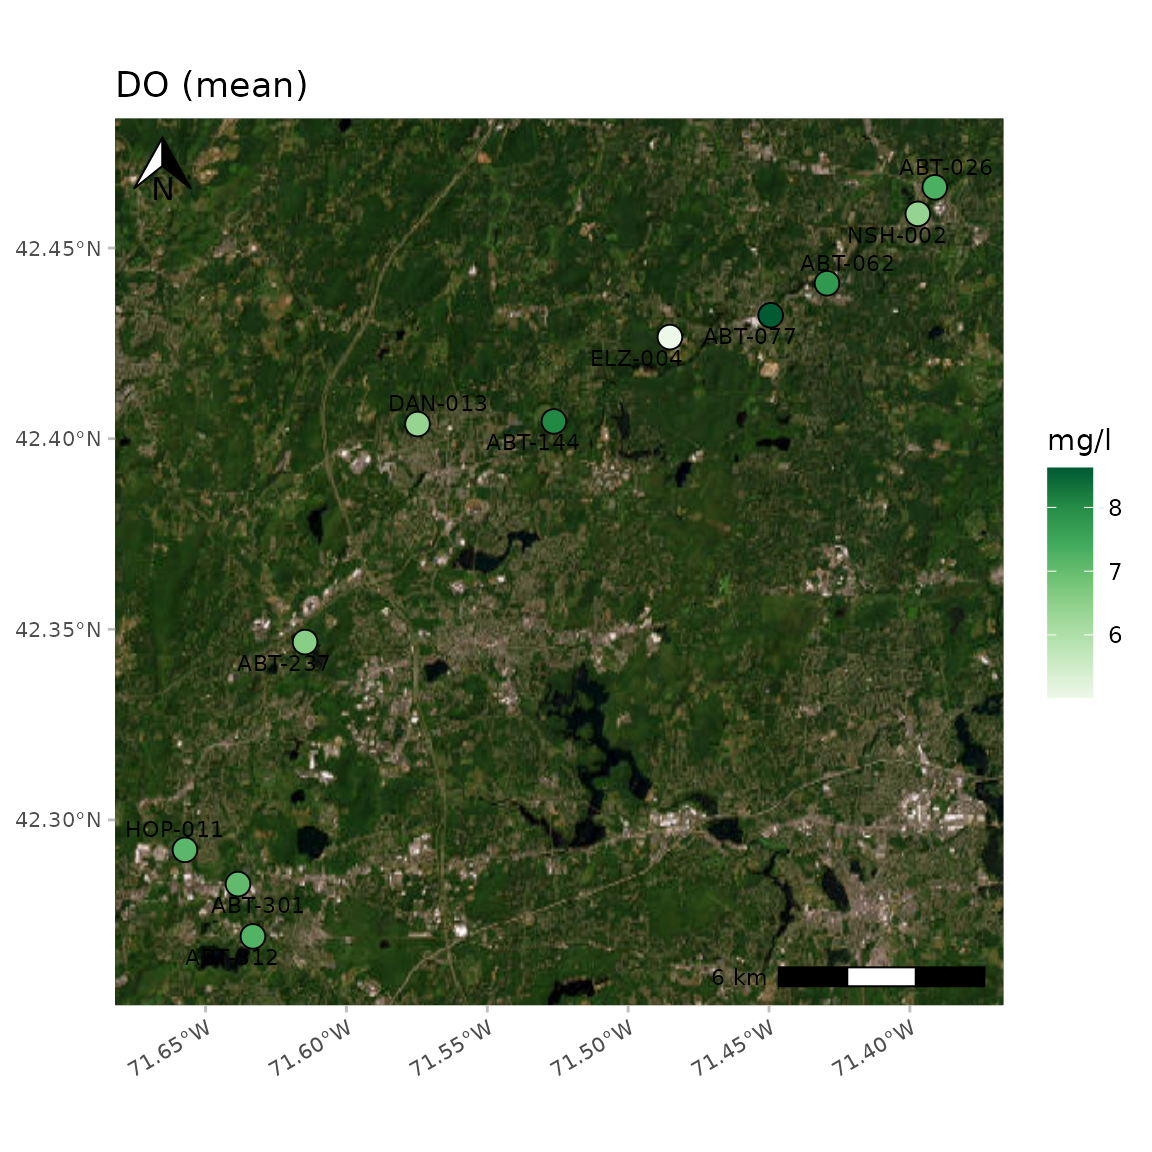 DO (mean)
N
ABT-026
NSH-002
42.45°N
ABT-062
ABT-077
ELZ-004
DAN-013
42.40°N
ABT-144
mg/l
8
7
6
42.35°N
ABT-237
42.30°N
HOP-011
ABT-301
ABT-312
6 km
71.65°W
71.60°W
71.55°W
71.50°W
71.45°W
71.40°W